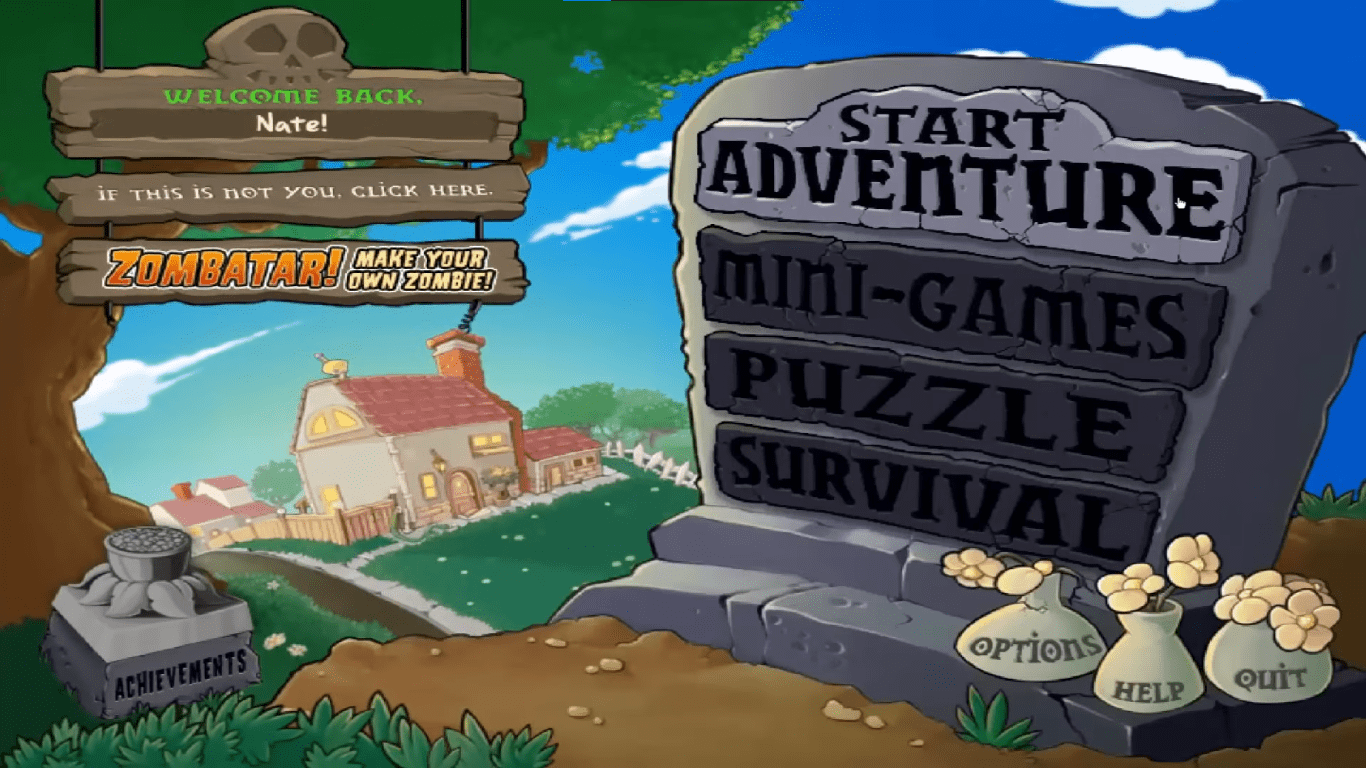 WELCOME BACK,
Nate!
IF THIS IS NOT YOU, CLICK HERE.
ZOMBATAR! MAKE YOUR
OWN ZOMBIE!
START
ADVENTURE
MINI-GAMES
PUZZLE
SURVIVAL
ACHIEVEMENTS
OPTIONS
HELP
QUIT